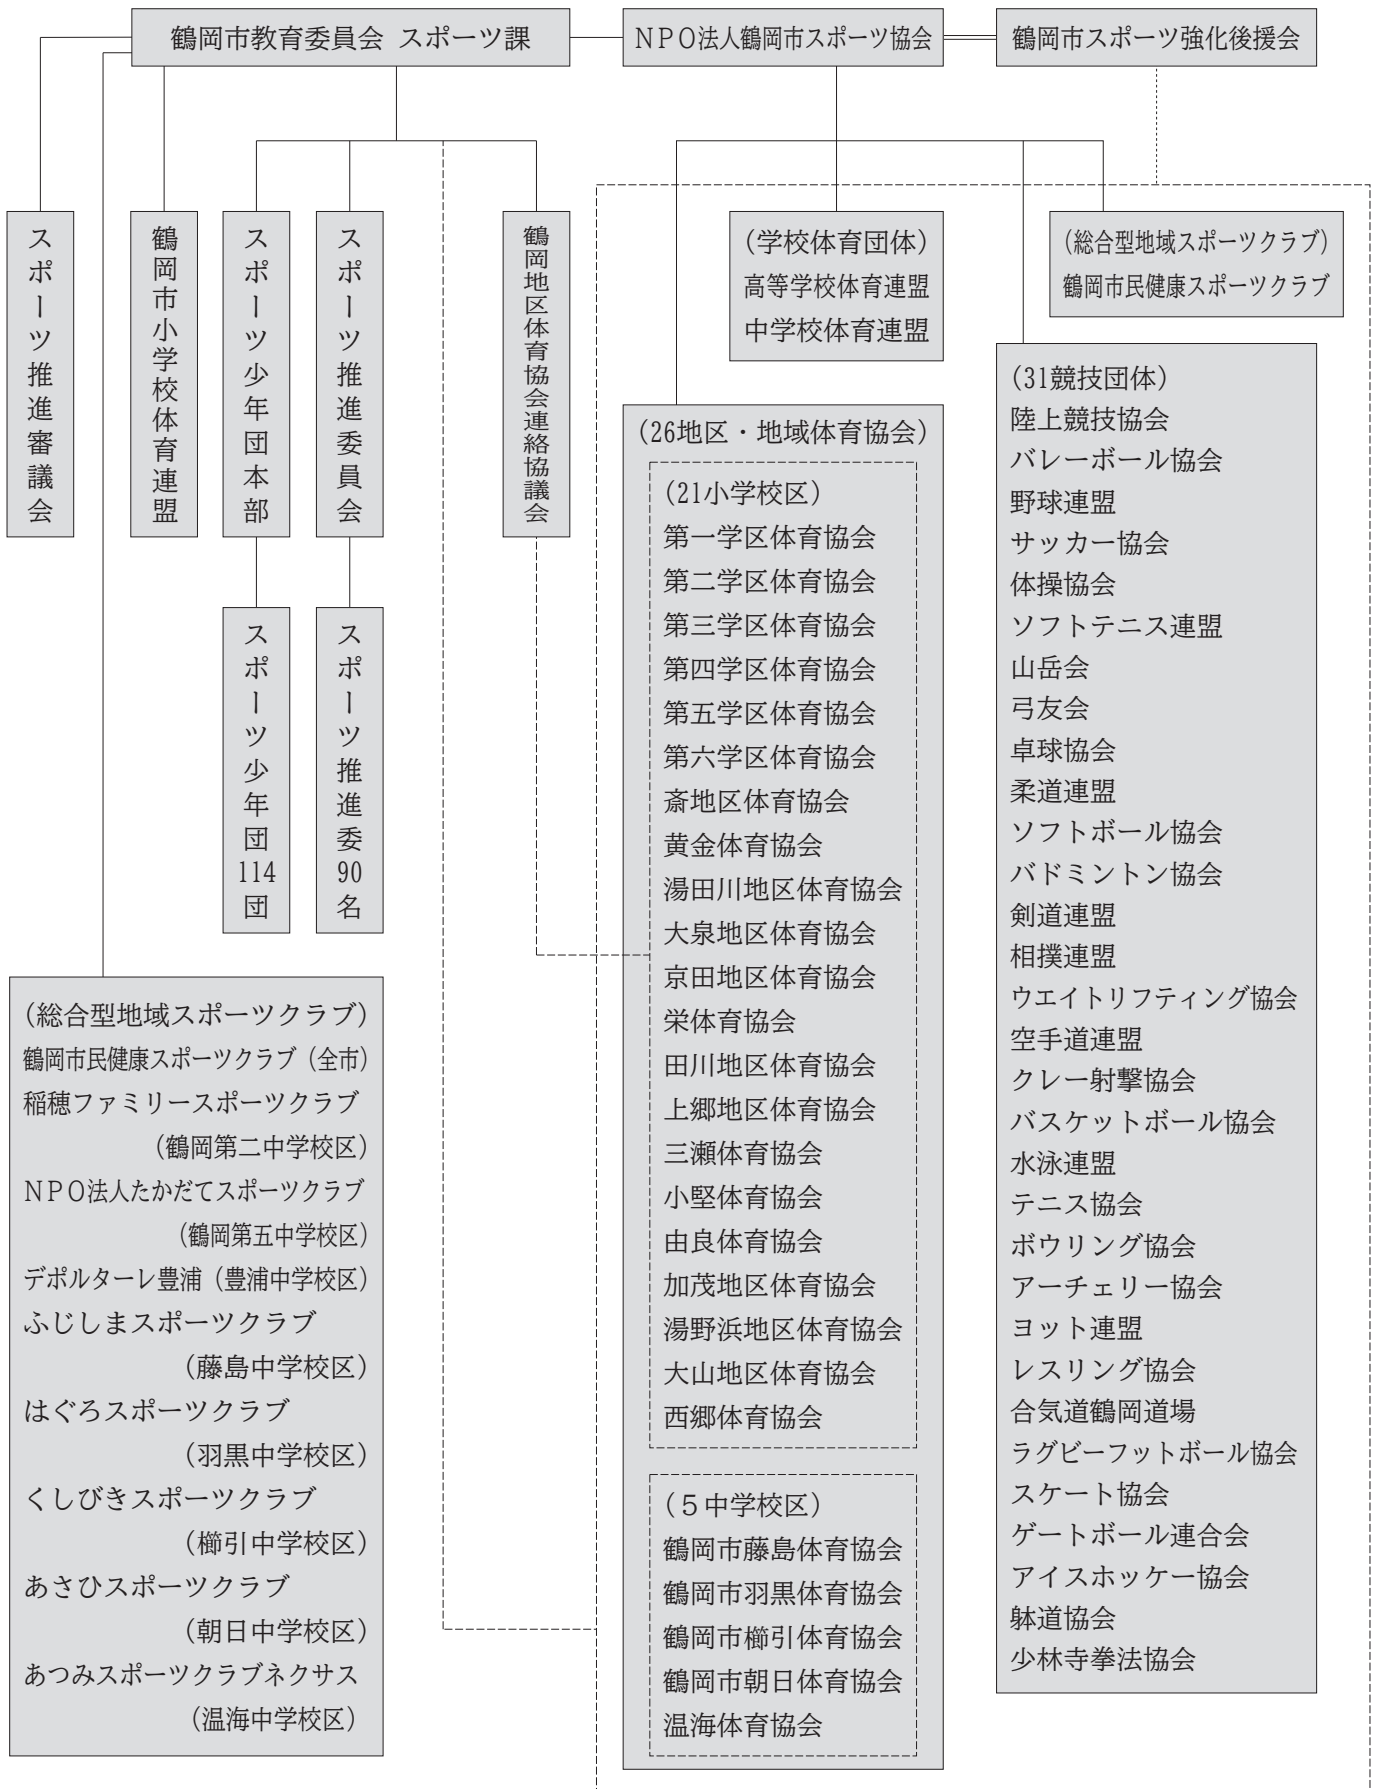 鶴岡市教育委員会 スポーツ課
NPO法人鶴岡市スポーツ協会
鶴岡市スポーツ強化後援会
スポーツ推進審議会
鶴岡市小学校体育連盟
スポーツ少年団本部
スポーツ推進委員会
鶴岡地区体育協会連絡協議会
スポーツ少年団114団
スポーツ推進委90名
(総合型地域スポーツクラブ)
鶴岡市民健康スポーツクラブ(全市)
稲穂ファミリースポーツクラブ
(鶴岡第二中学校区)
NPO法人たかだてスポーツクラブ
(鶴岡第五中学校区)
デポルターレ豊浦(豊浦中学校区)
ふじしまスポーツクラブ
(藤島中学校区)
はぐろスポーツクラブ
(羽黒中学校区)
くしびきスポーツクラブ
(櫛引中学校区)
あさひスポーツクラブ
(朝日中学校区)
あつみスポーツクラブネクサス
(温海中学校区)
(学校体育団体)
高等学校体育連盟
中学校体育連盟
(総合型地域スポーツクラブ)
鶴岡市民健康スポーツクラブ
(26地区・地域体育協会)
(21小学校区)
第一学区体育協会
第二学区体育協会
第三学区体育協会
第四学区体育協会
第五学区体育協会
第六学区体育協会
斎地区体育協会
黄金体育協会
湯田川地区体育協会
大泉地区体育協会
京田地区体育協会
栄体育協会
田川地区体育協会
上郷地区体育協会
三瀬体育協会
小堅体育協会
由良体育協会
加茂地区体育協会
湯野浜地区体育協会
大山地区体育協会
西郷体育協会
(5中学校区)
鶴岡市藤島体育協会
鶴岡市羽黒体育協会
鶴岡市櫛引体育協会
鶴岡市朝日体育協会
温海体育協会
(31競技団体)
陸上競技協会
バレーボール協会
野球連盟
サッカー協会
体操協会
ソフトテニス連盟
山岳会
弓友会
卓球協会
柔道連盟
ソフトボール協会
バドミントン協会
剣道連盟
相撲連盟
ウエイトリフティング協会
空手道連盟
クレー射撃協会
バスケットボール協会
水泳連盟
テニス協会
ボウリング協会
アーチェリー協会
ヨット連盟
レスリング協会
合気道鶴岡道場
ラグビーフットボール協会
スケート協会
ゲートボール連合会
アイスホッケー協会
躰道協会
少林寺拳法協会